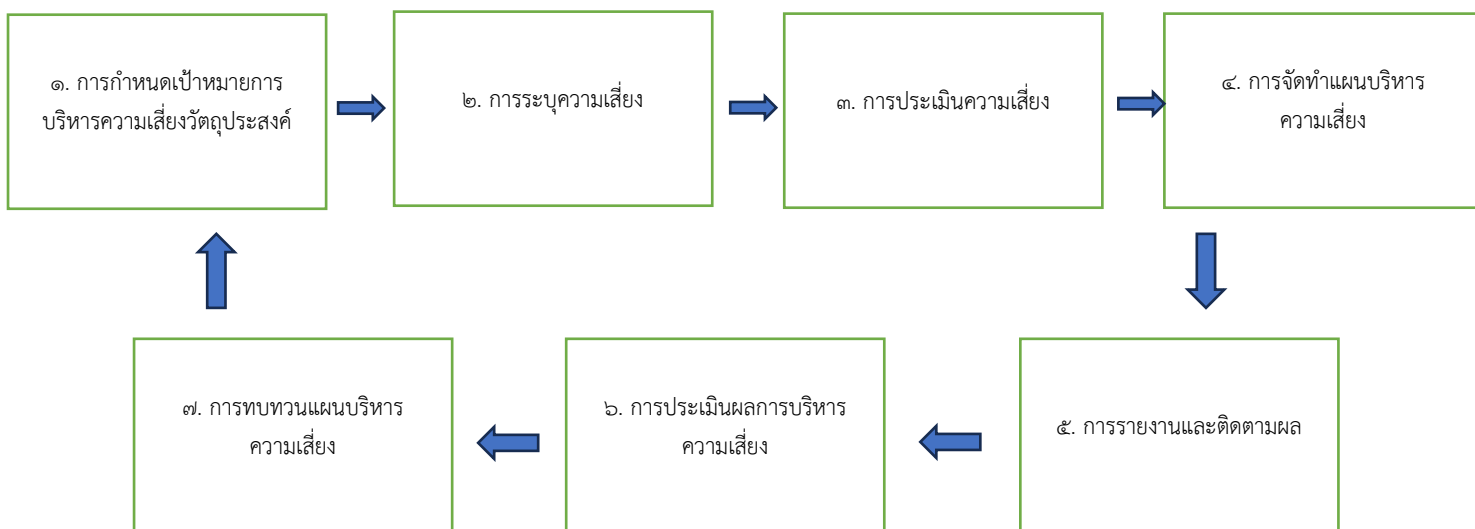 ๑. การกำหนดเป้าหมายการ
บริหารความเสี่ยงวัตถุประสงค์
๒. การระบุความเสี่ยง
๓. การประเมินความเสี่ยง
๔. การจัดทำแผนบริหาร
ความเสี่ยง
๕. การรายงานและติดตามผล
๖. การประเมินผลการบริหาร
ความเสี่ยง
๗. การทบทวนแผนบริหาร
ความเสี่ยง